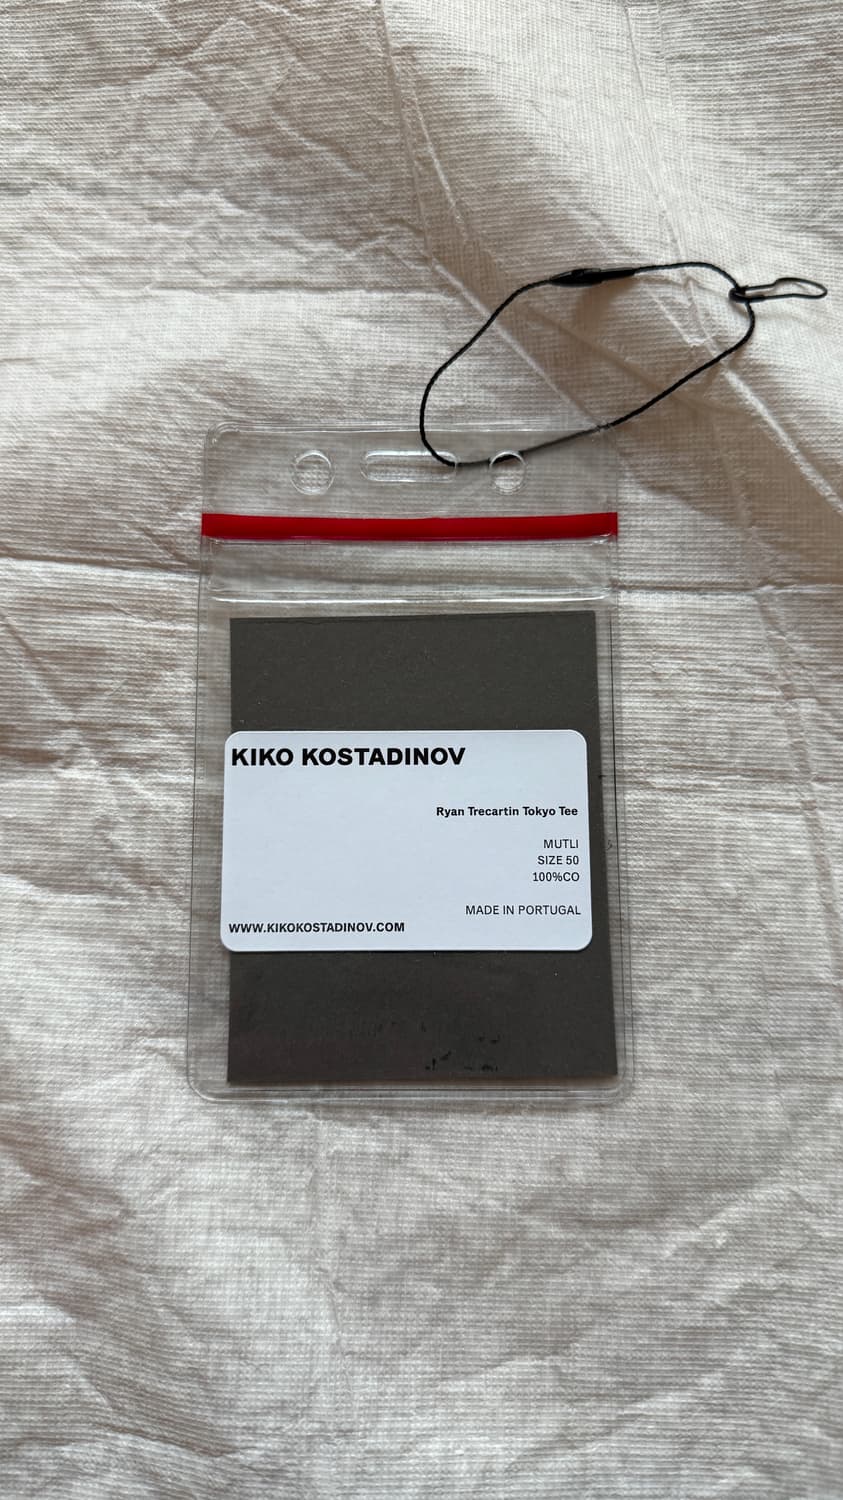 KIKO KOSTADINOV
Ryan Trecartin Tokyo Tee
MUTLI
SIZE 50
100%CO
MADE IN PORTUGAL
WWW.KIKOKOSTADINOV.COM